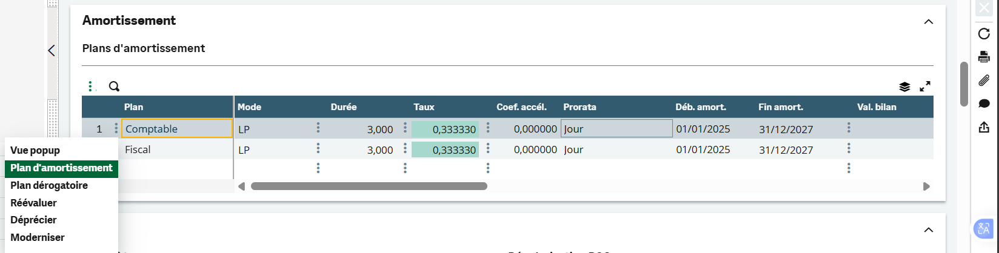 Amortissement
Plans d'amortissement
Plan Mode Durée Taux Coef. accél. Prorata Déb. amort. Fin amort. Val. bilan
1 Comptable LP 3,000 0,333330 0,000000 Jour 01/01/2025 31/12/2027
Fiscal LP 3,000 0,333330 0,000000 Jour 01/01/2025 31/12/2027
Vue popup
Plan d'amortissement
Plan dérogatoire
Réévaluer
Déprécier
Moderniser